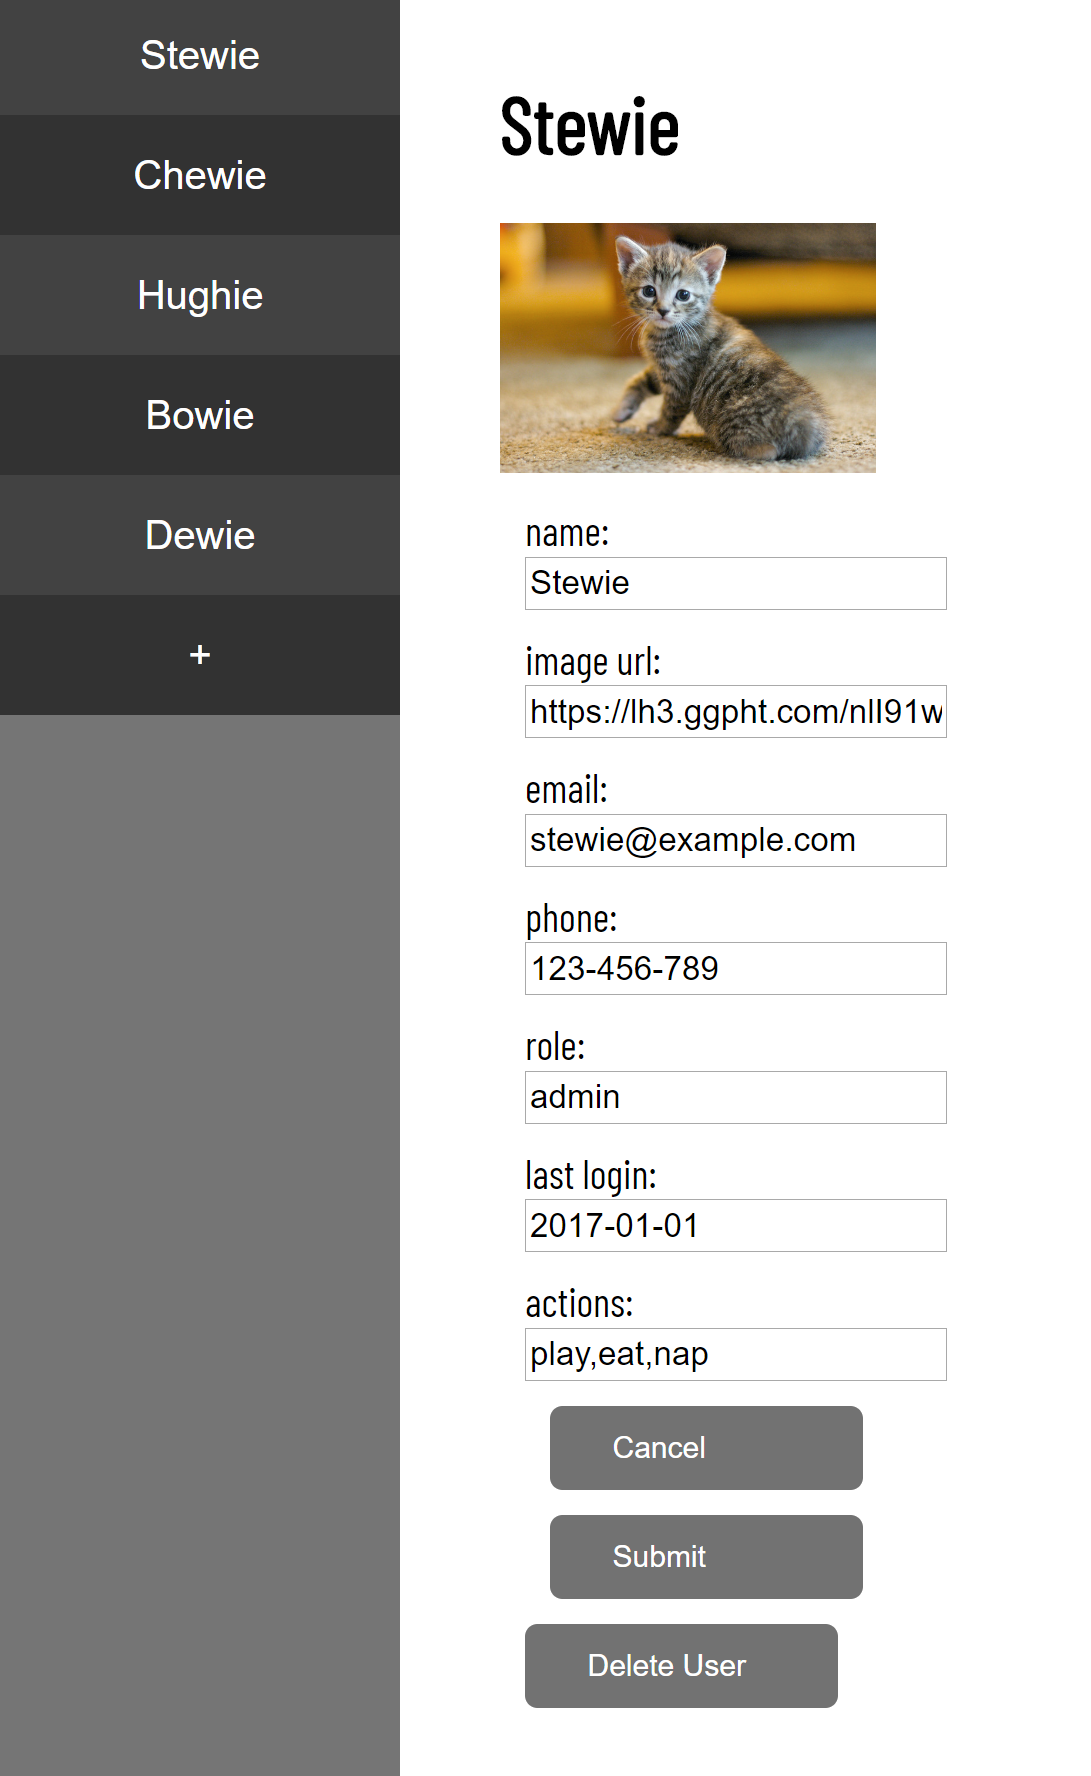 Stewie
Chewie
Hughie
Bowie
Dewie
+
Stewie
name:
Stewie
image url:
https://lh3.ggpht.com/nlI91w
email:
stewie@example.com
phone:
123-456-789
role:
admin
last login:
2017-01-01
actions:
play,eat,nap
Cancel
Submit
Delete User